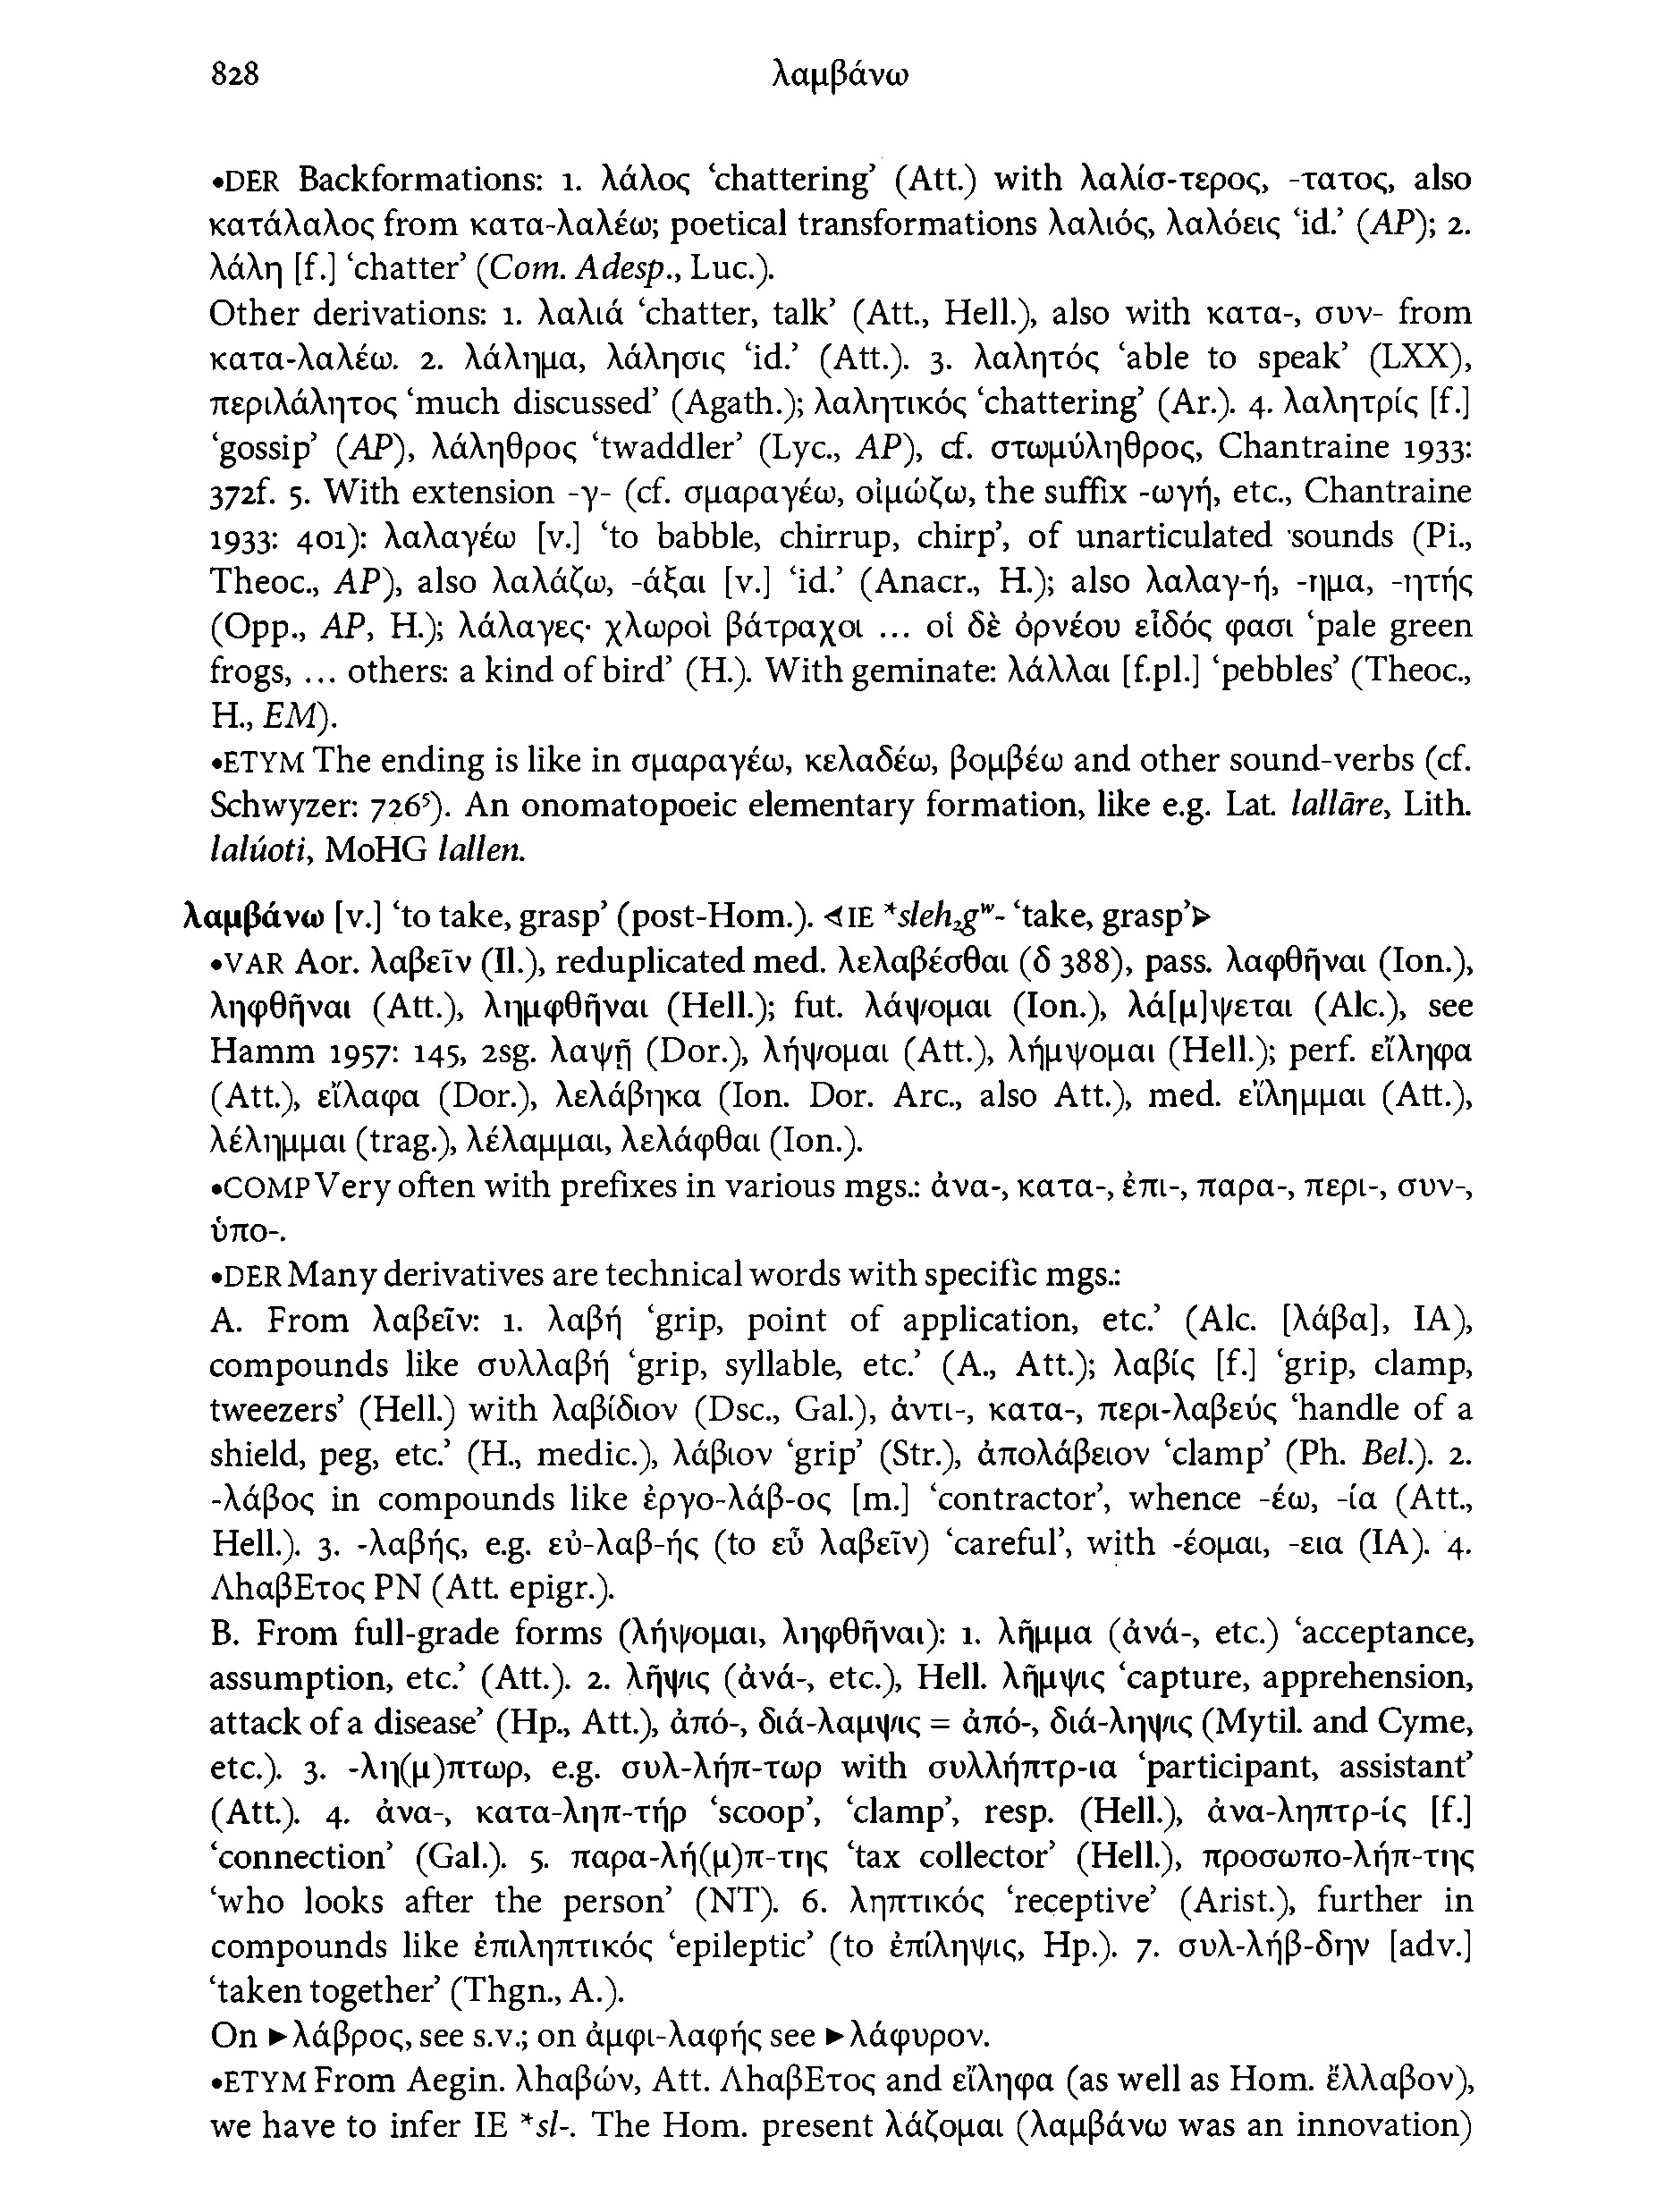 828 λαμβάνω
•DER Backformations: 1. λάλος ‘chattering’ (Att.) with λαλίσ-τερος, -τατος, also
κατάλαλος from κατα-λαλέω; poetical transformations λαλιός, λαλόεις ‘id.’ (AP); 2.
λάλη [f.] ‘chatter’ (Com. Adesp., Luc.).
Other derivations: 1. λαλιά ‘chatter, talk’ (Att., Hell.), also with κατα-, συν- from
κατα-λαλέω. 2. λάλημα, λάλησις ‘id.’ (Att.). 3. λαλητός ‘able to speak’ (LXX),
περιλάλητος ‘much discussed’ (Agath.); λαλητικός ‘chattering’ (Ar.). 4. λαλητρίς [f.]
‘gossip’ (AP), λάληθρος ‘twaddler’ (Lyc., AP), cf. στωμύληθρος, Chantraine 1933:
372f. 5. With extension -γ- (cf. σμαραγέω, οἰμώζω, the suffix -ωγή, etc., Chantraine
1933: 401): λαλαγέω [v.] ‘to babble, chirrup, chirp’, of unarticulated sounds (Pi.,
Theoc., AP), also λαλάζω, -άξαι [v.] ‘id.’ (Anacr., H.); also λαλαγ-ή, -ημα, -ητής
(Opp., AP, H.); λάλαγες· χλωροὶ βάτραχοι ... οἱ δὲ ὀρνέου εἶδός φασι ‘pale green
frogs, ... others: a kind of bird’ (H.). With geminate: λάλλαι [f.pl.] ‘pebbles’ (Theoc.,
H., EM).
•ETYM The ending is like in σμαραγέω, κελαδέω, βομβέω and other sound-verbs (cf.
Schwyzer: 726⁵). An onomatopoeic elementary formation, like e.g. Lat. lallāre, Lith.
lalúoti, MoHG lallen.
λαμβάνω [v.] ‘to take, grasp’ (post-Hom.). ⊲IE *sleh₂gʷ- ‘take, grasp’⊳
•VAR Aor. λαβεῖν (Il.), reduplicated med. λελαβέσθαι (δ 388), pass. λαφθῆναι (Ion.),
ληφθῆναι (Att.), λημφθῆναι (Hell.); fut. λάψομαι (Ion.), λά[μ]ψεται (Alc.), see
Hamm 1957: 145, 2sg. λαψῇ (Dor.), λήψομαι (Att.), λήμψομαι (Hell.); perf. εἴληφα
(Att.), εἴλαφα (Dor.), λελάβηκα (Ion. Dor. Arc., also Att.), med. εἴλημμαι (Att.),
λέλημμαι (trag.), λέλαμμαι, λελάφθαι (Ion.).
•COMP Very often with prefixes in various mgs.: ἀνα-, κατα-, ἐπι-, παρα-, περι-, συν-,
ὑπο-.
•DER Many derivatives are technical words with specific mgs.:
A. From λαβεῖν: 1. λαβή ‘grip, point of application, etc.’ (Alc. [λάβα], IA),
compounds like συλλαβή ‘grip, syllable, etc.’ (A., Att.); λαβίς [f.] ‘grip, clamp,
tweezers’ (Hell.) with λαβίδιον (Dsc., Gal.), ἀντι-, κατα-, περι-λαβεύς ‘handle of a
shield, peg, etc.’ (H., medic.), λάβιον ‘grip’ (Str.), ἀπολάβειον ‘clamp’ (Ph. Bel.). 2.
-λάβος in compounds like ἐργο-λάβ-ος [m.] ‘contractor’, whence -έω, -ία (Att.,
Hell.). 3. -λαβής, e.g. εὐ-λαβ-ής (to εὖ λαβεῖν) ‘careful’, with -έομαι, -εια (IA). 4.
ΛhαβΕτος PN (Att. epigr.).
B. From full-grade forms (λήψομαι, ληφθῆναι): 1. λῆμμα (ἀνά-, etc.) ‘acceptance,
assumption, etc.’ (Att.). 2. λῆψις (ἀνά-, etc.), Hell. λῆμψις ‘capture, apprehension,
attack of a disease’ (Hp., Att.), ἀπό-, διά-λαμψις = ἀπό-, διά-ληψις (Mytil. and Cyme,
etc.). 3. -λη(μ)πτωρ, e.g. συλ-λήπ-τωρ with συλλήπτρ-ια ‘participant, assistant’
(Att.). 4. ἀνα-, κατα-ληπ-τήρ ‘scoop’, ‘clamp’, resp. (Hell.), ἀνα-ληπτρ-ίς [f.]
‘connection’ (Gal.). 5. παρα-λή(μ)π-της ‘tax collector’ (Hell.), προσωπο-λήπ-της
‘who looks after the person’ (NT). 6. ληπτικός ‘receptive’ (Arist.), further in
compounds like ἐπιληπτικός ‘epileptic’ (to ἐπίληψις, Hp.). 7. συλ-λήβ-δην [adv.]
‘taken together’ (Thgn., A.).
On ►λάβρος, see s.v.; on ἀμφι-λαφής see ►λάφυρον.
•ETYM From Aegin. λhαβών, Att. ΛhαβΕτος and εἴληφα (as well as Hom. ἔλλαβον),
we have to infer IE *sl-. The Hom. present λάζομαι (λαμβάνω was an innovation)